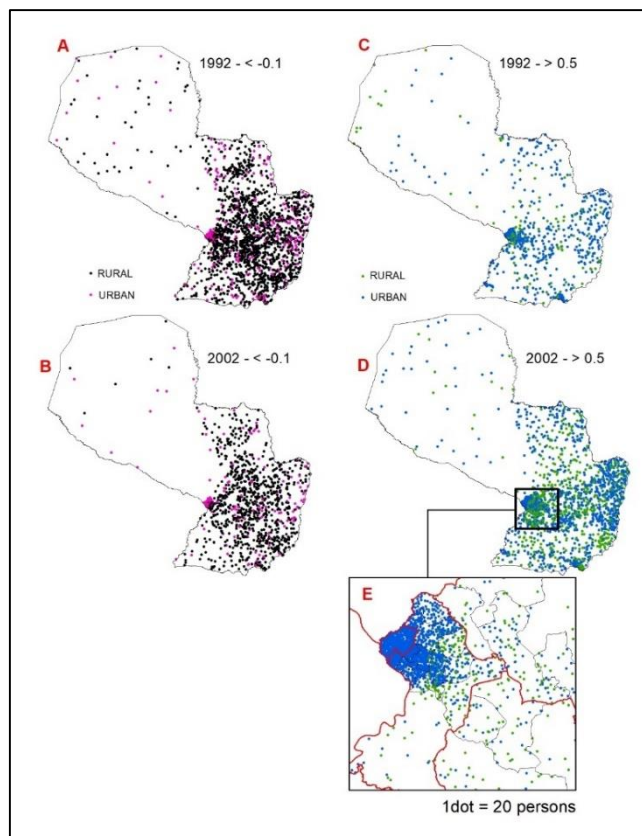 A
1992 - < -0.1
C
1992 - > 0.5
RURAL
URBAN
RURAL
URBAN
B
2002 - < -0.1
D
2002 - > 0.5
E
1dot = 20 persons